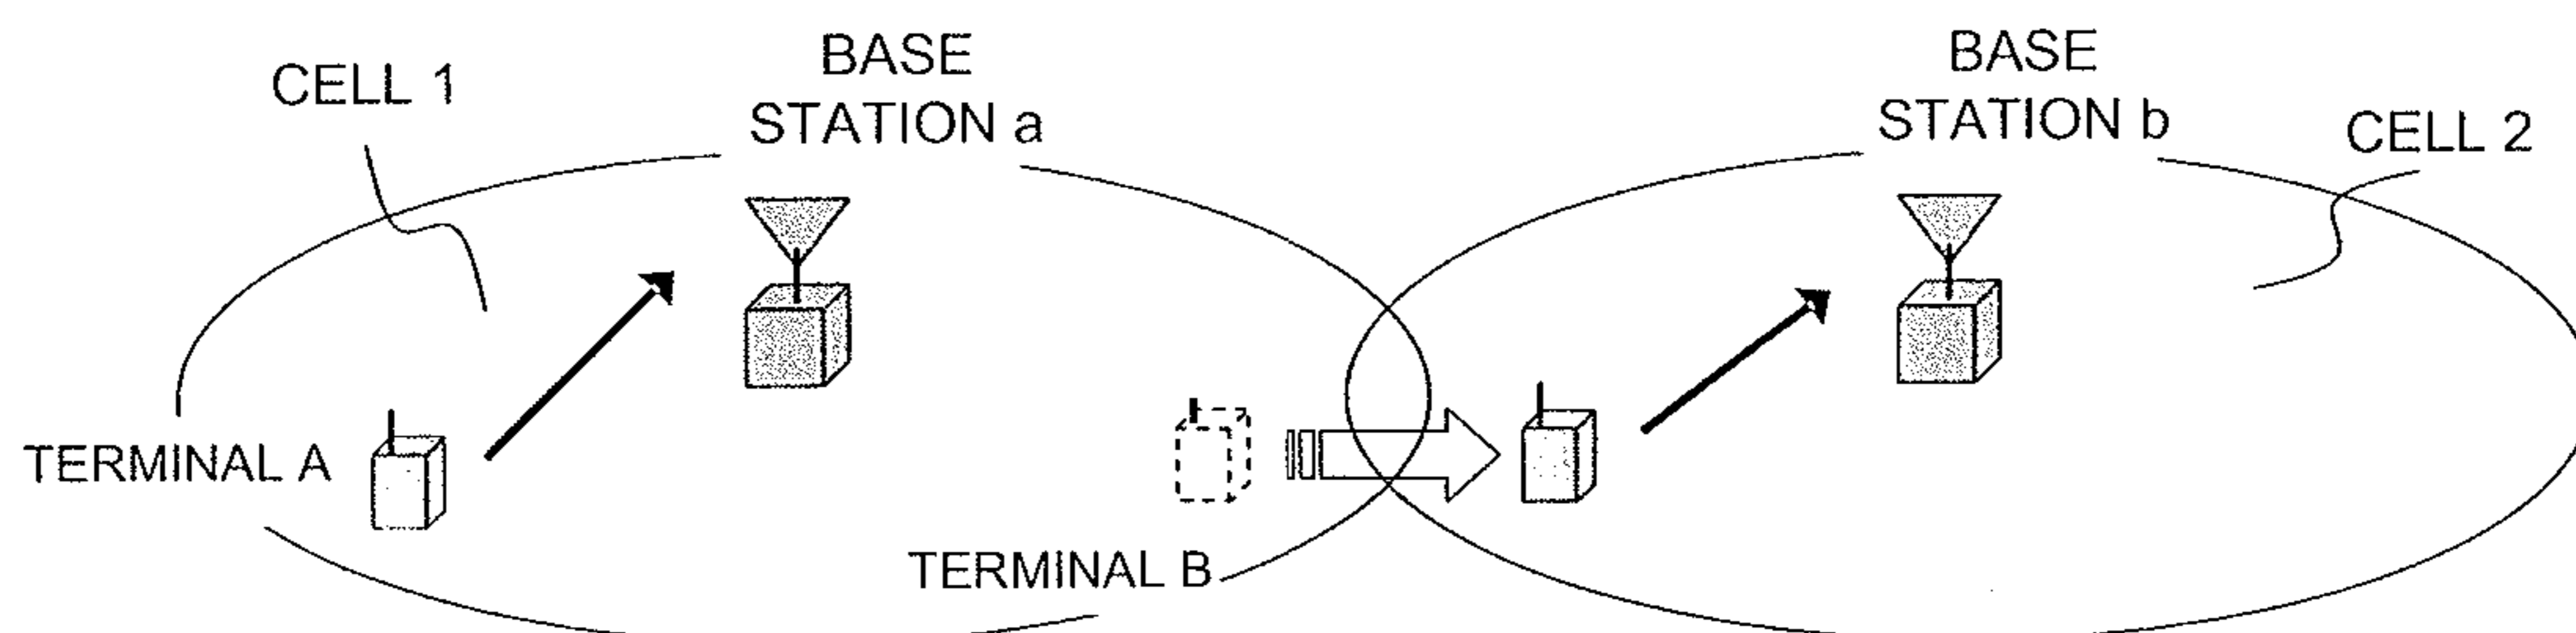 CELL 1
BASE
STATION a
BASE
STATION b
CELL 2
TERMINAL A
TERMINAL B